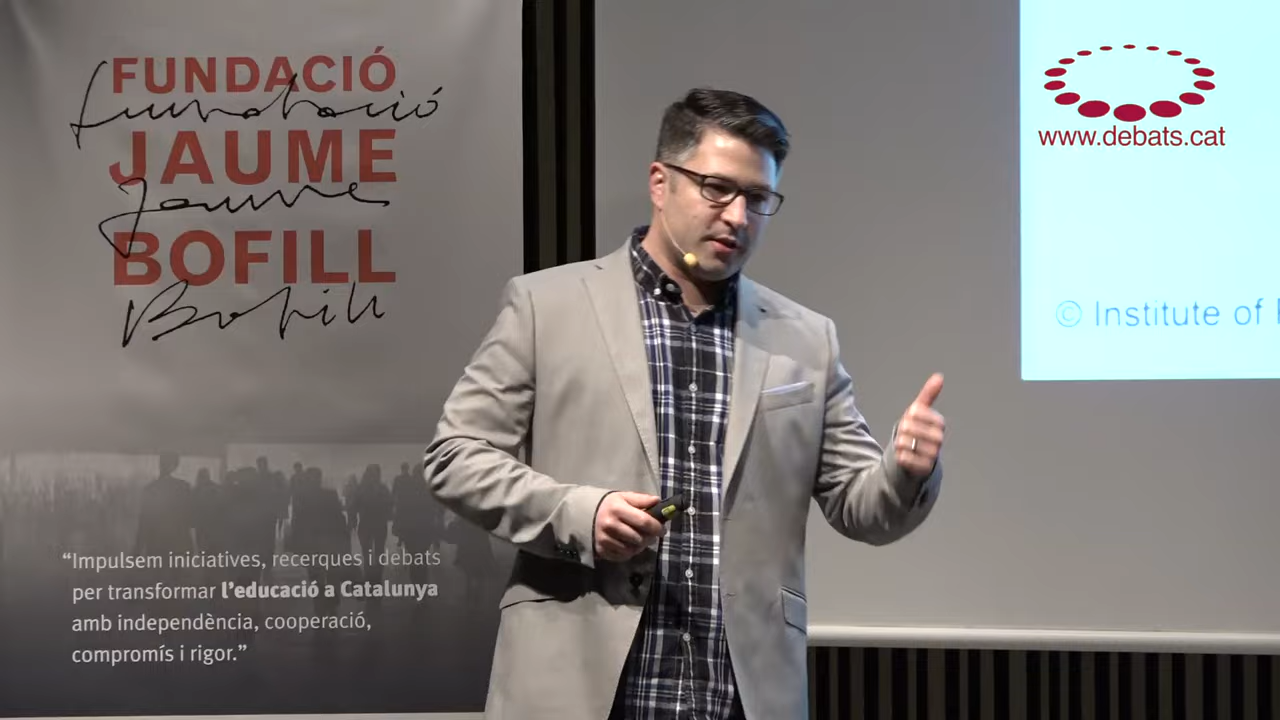 FUNDACIÓ
Fundació
JAUME
Jaume
BOFILL
Bofill
“Impulsem iniciatives, recerques i debats
per transformar l’educació a Catalunya
amb independència, cooperació,
compromís i rigor.”
www.debats.cat
© Institute of